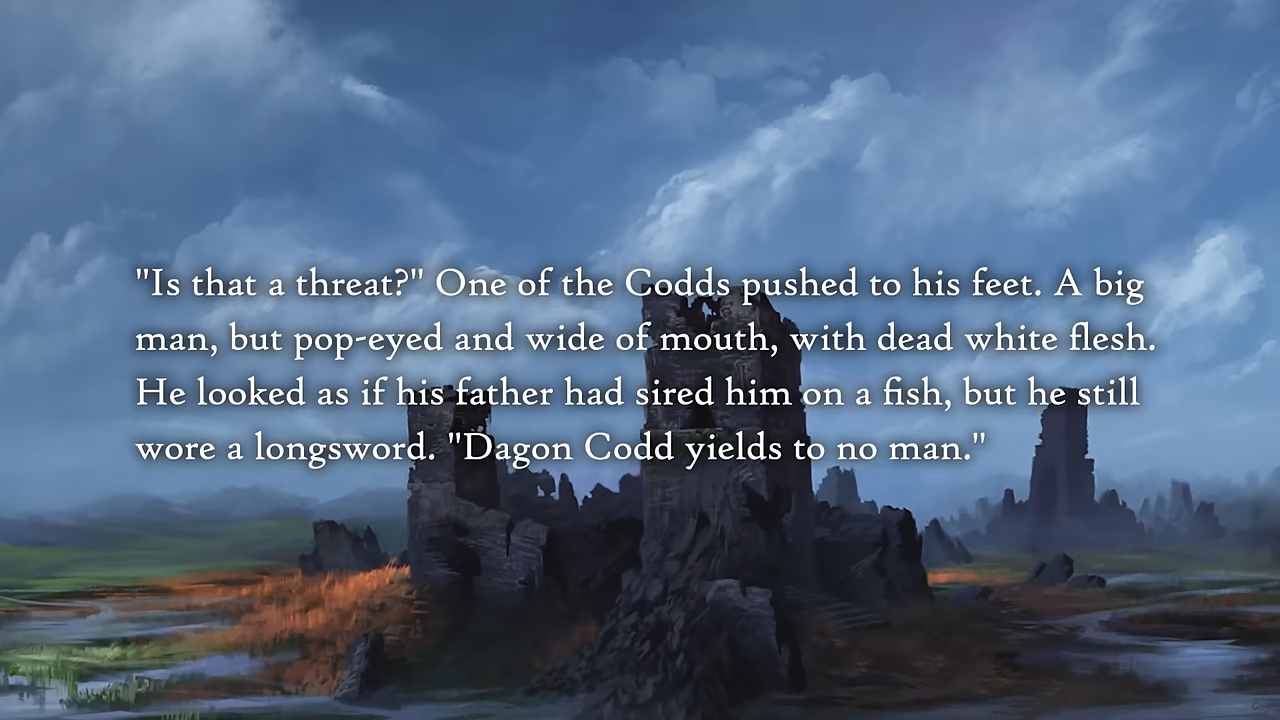 "Is that a threat?" One of the Codds pushed to his feet. A big
man, but pop-eyed and wide of mouth, with dead white flesh.
He looked as if his father had sired him on a fish, but he still
wore a longsword. "Dagon Codd yields to no man."